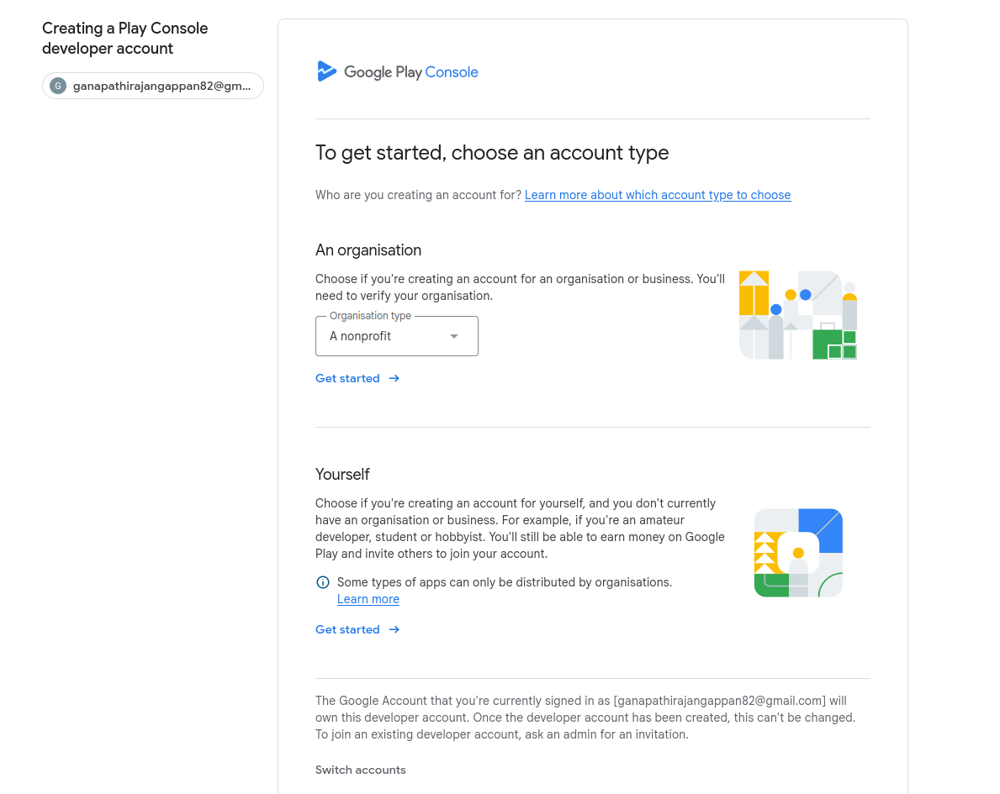 Creating a Play Console
developer account
G ganapathirajangappan82@gm...
Google Play Console
To get started, choose an account type
Who are you creating an account for? Learn more about which account type to choose
An organisation
Choose if you're creating an account for an organisation or business. You'll
need to verify your organisation.
Organisation type
A nonprofit
Get started
Yourself
Choose if you're creating an account for yourself, and you don't currently
have an organisation or business. For example, if you're an amateur
developer, student or hobbyist. You'll still be able to earn money on Google
Play and invite others to join your account.
Some types of apps can only be distributed by organisations.
Learn more
Get started
The Google Account that you're currently signed in as [ganapathirajangappan82@gmail.com] will
own this developer account. Once the developer account has been created, this can't be changed.
To join an existing developer account, ask an admin for an invitation.
Switch accounts